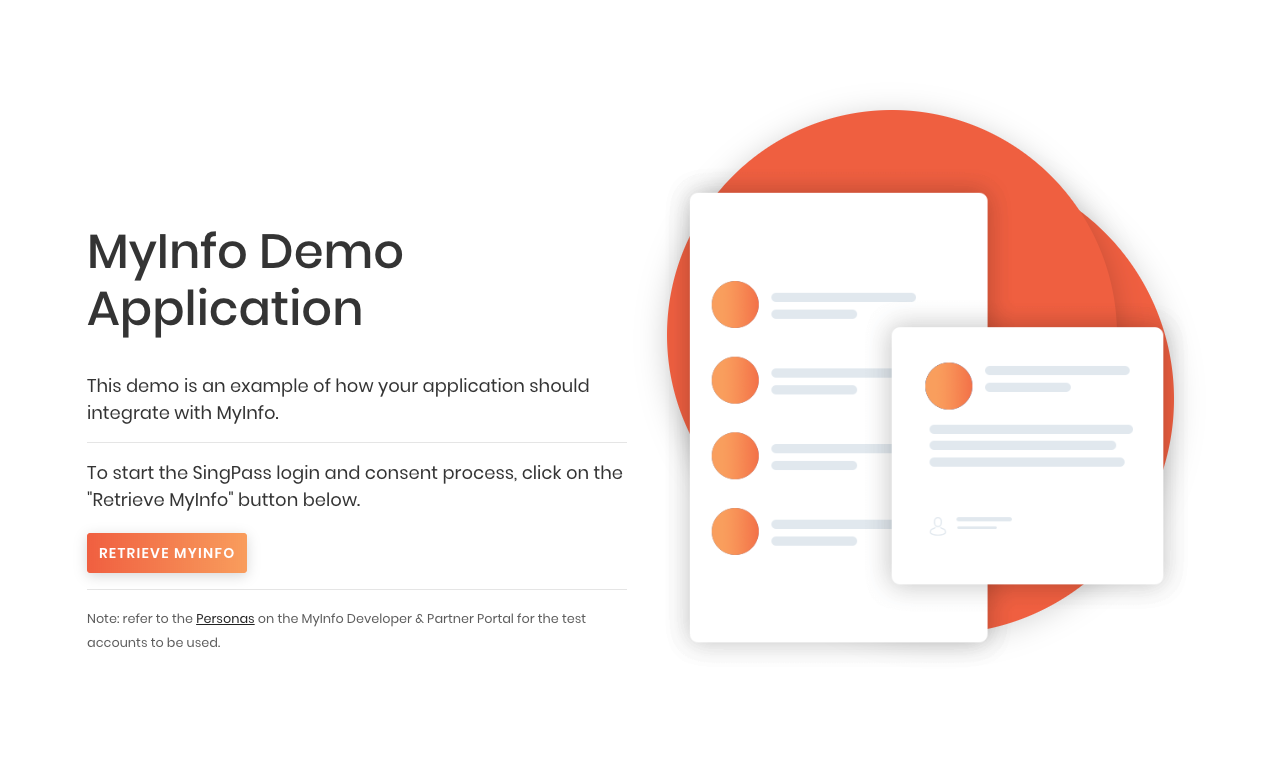 MyInfo Demo
Application
This demo is an example of how your application should
integrate with MyInfo.
To start the SingPass login and consent process, click on the
"Retrieve MyInfo" button below.
RETRIEVE MYINFO
Note: refer to the Personas on the MyInfo Developer & Partner Portal for the test
accounts to be used.